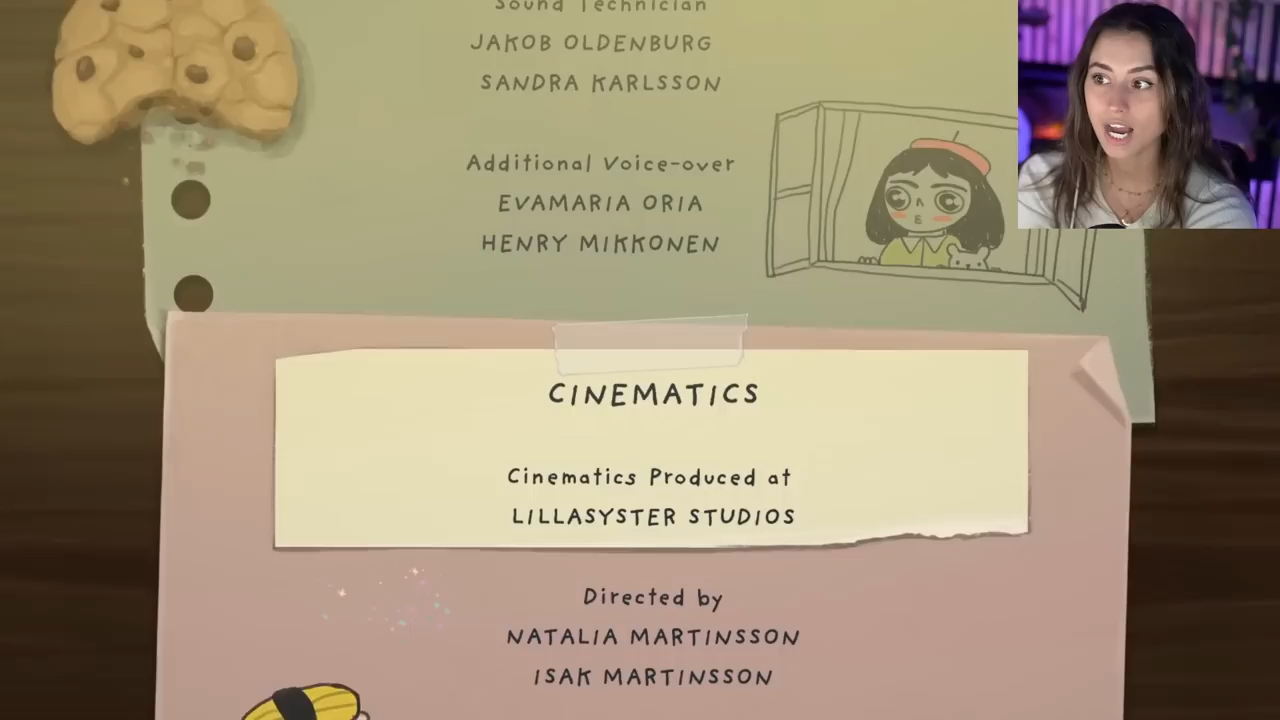 Sound Technician
JAKOB OLDENBURG
SANDRA KARLSSON
Additional Voice-over
EVAMARIA ORIA
HENRY MIKKONEN
CINEMATICS
Cinematics Produced at
LILLASYSTER STUDIOS
Directed by
NATALIA MARTINSSON
ISAK MARTINSSON